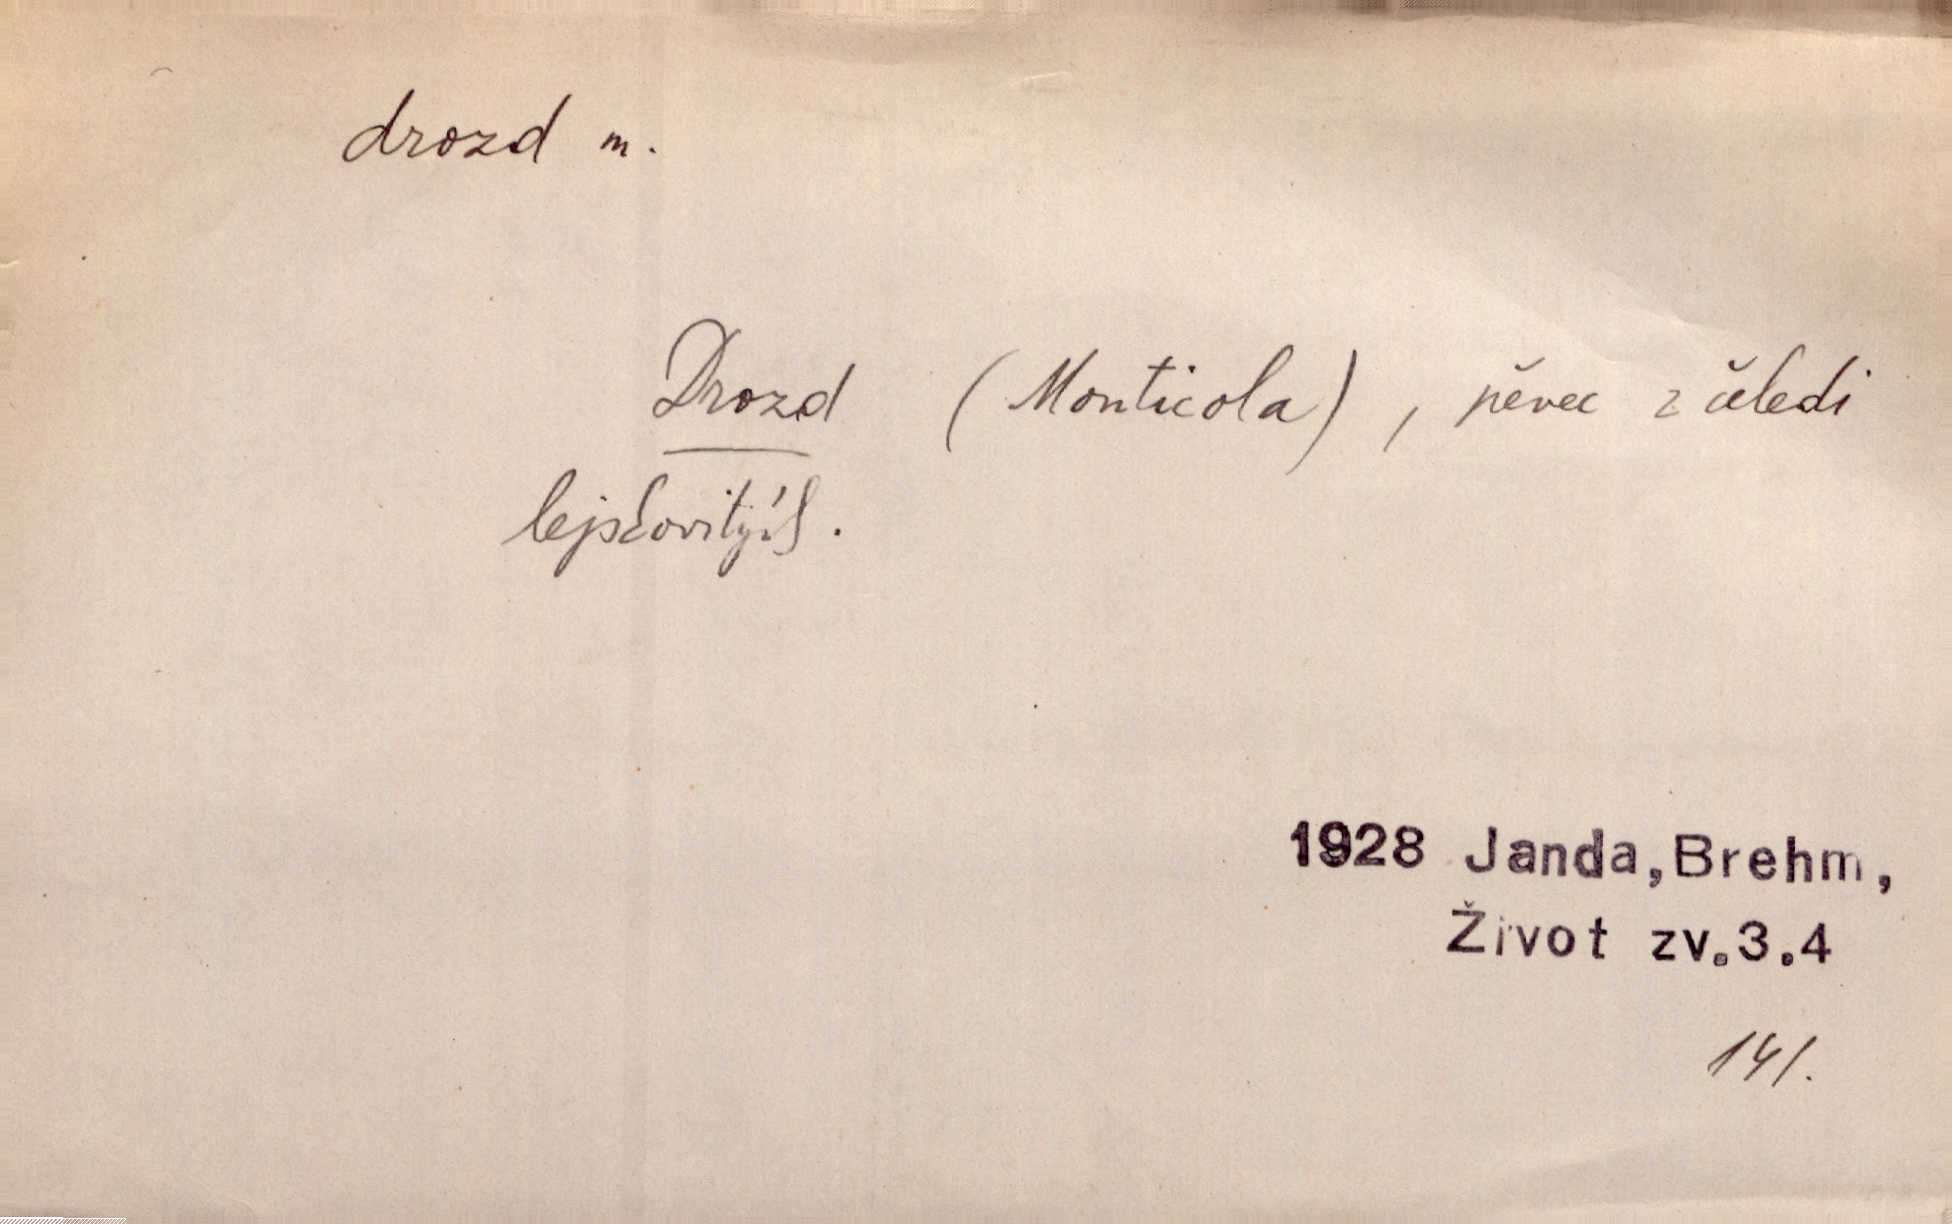 drozd m.
Drozd (Monticola), pěvec z čeledi
lejskovitých.
1928 Janda, Brehm,
Život zv.3.4
141.